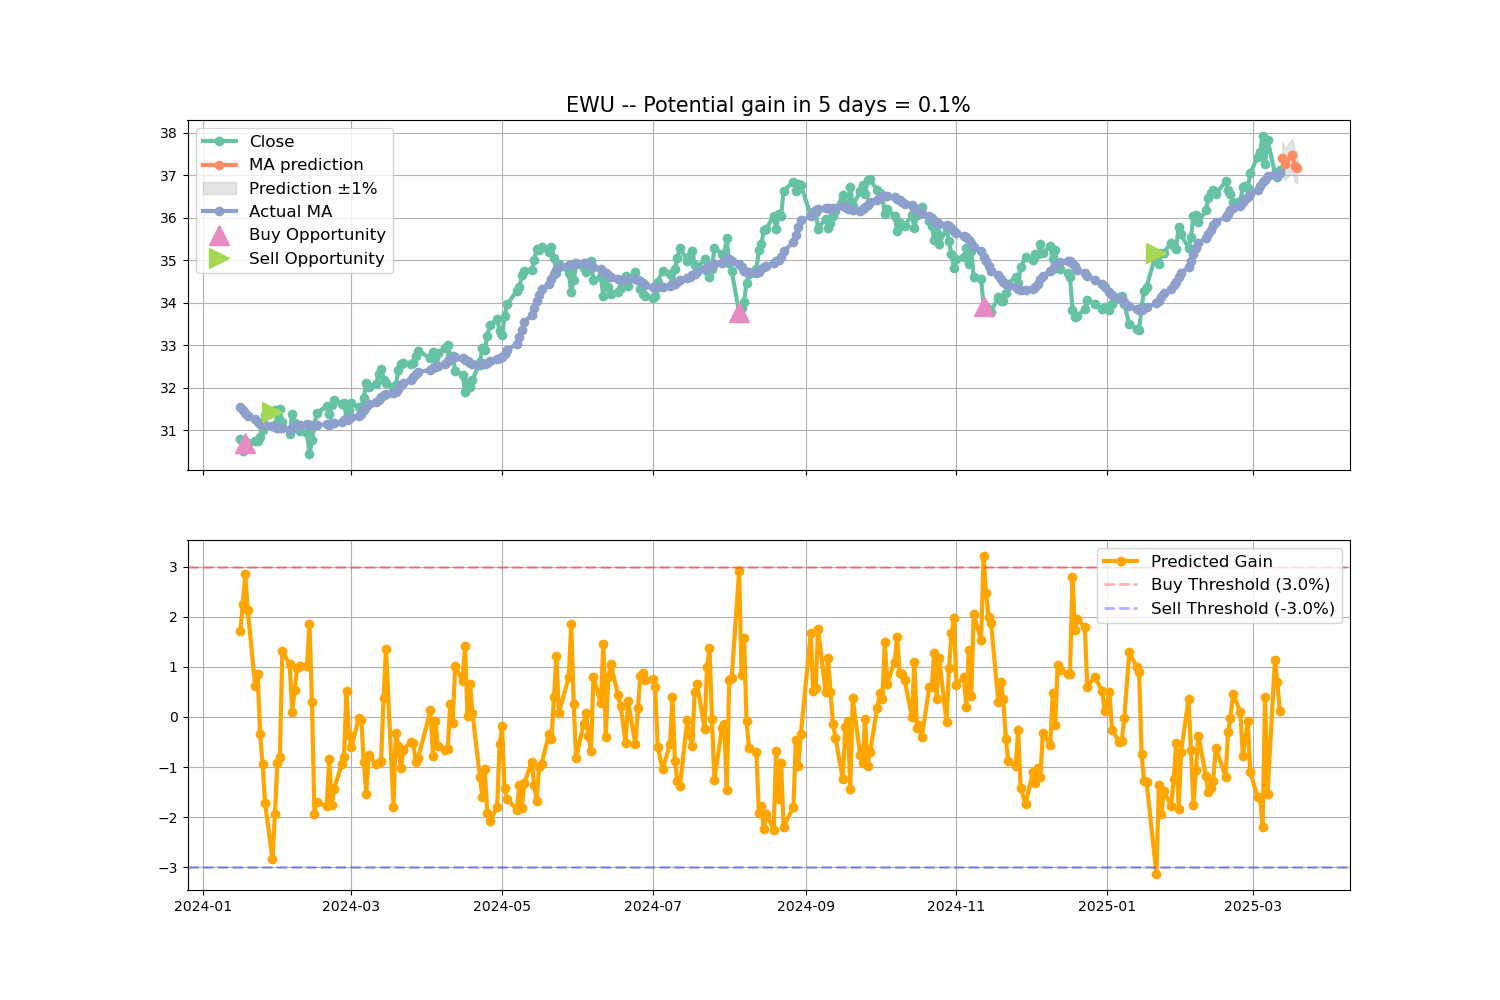 EWU -- Potential gain in 5 days = 0.1%
38
37
36
35
34
33
32
31
Close
MA prediction
Prediction ±1%
Actual MA
Buy Opportunity
Sell Opportunity
3
2
1
0
−1
−2
−3
Predicted Gain
Buy Threshold (3.0%)
Sell Threshold (-3.0%)
2024-01 2024-03 2024-05 2024-07 2024-09 2024-11 2025-01 2025-03